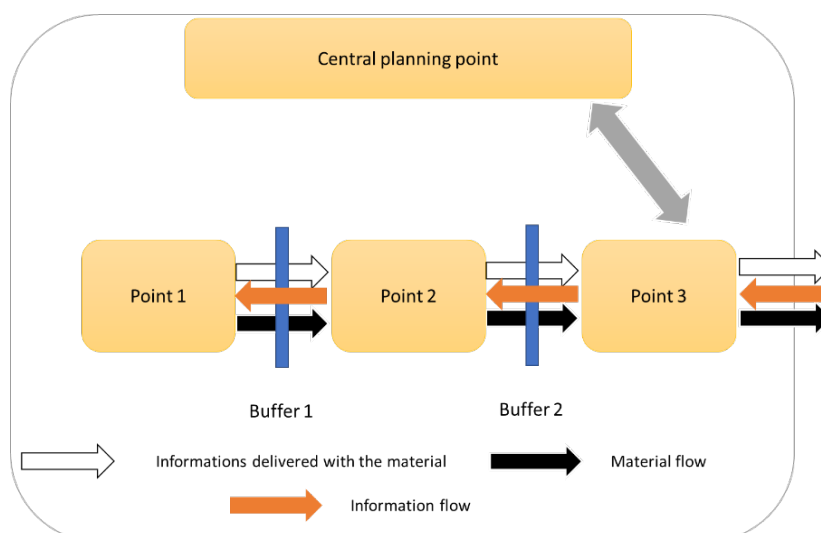 Central planning point
Point 1
Point 2
Point 3
Buffer 1
Buffer 2
Informations delivered with the material
Material flow
Information flow